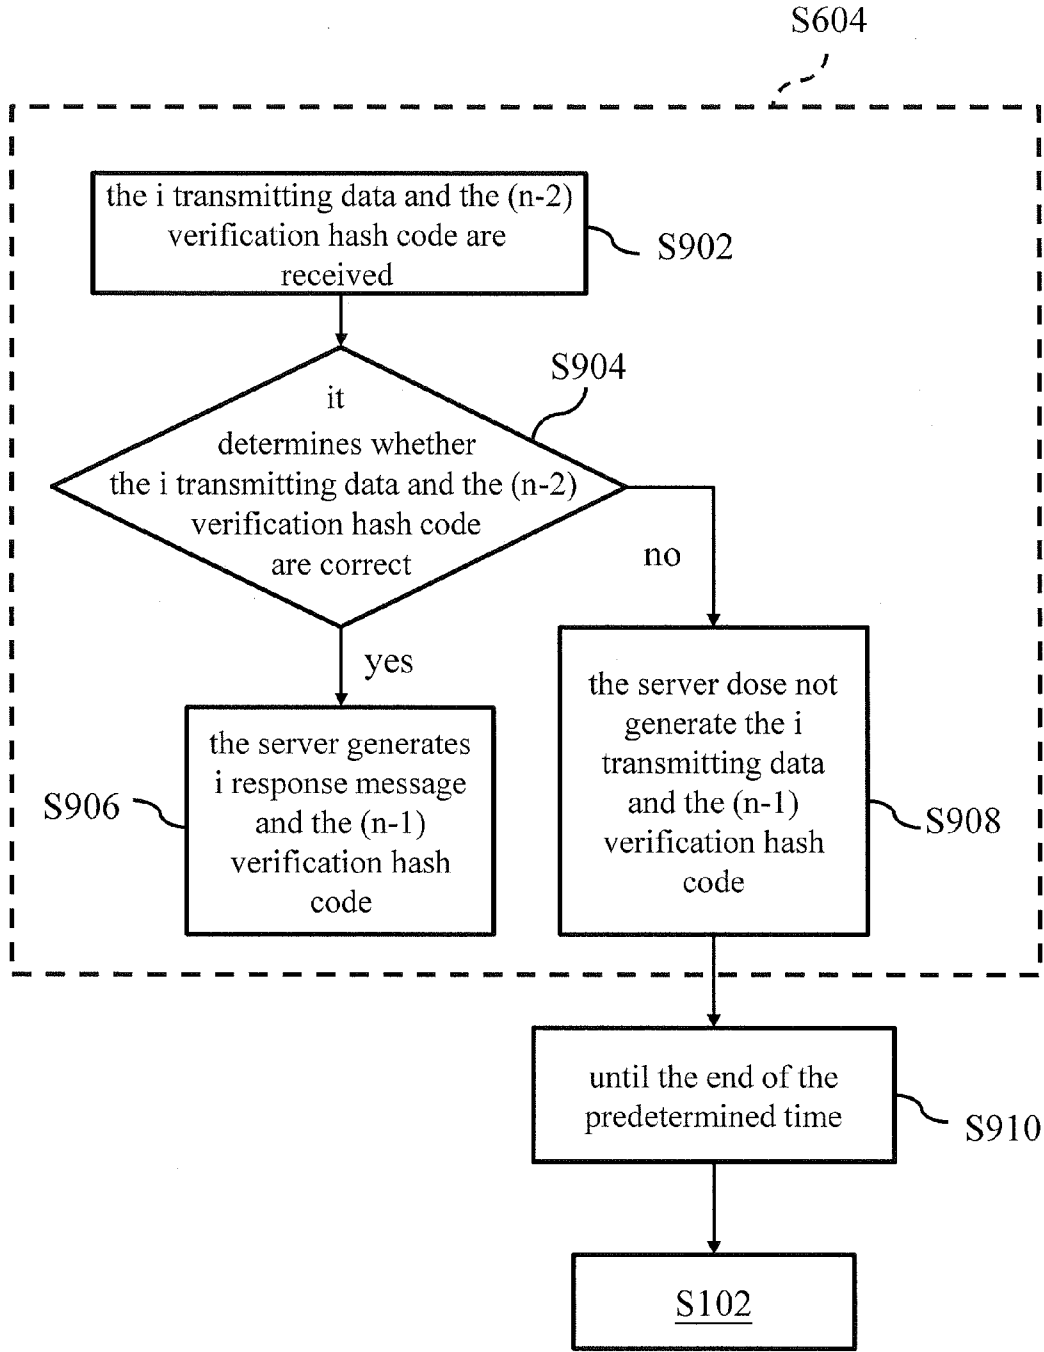 S604
the i transmitting data and the (n-2)
verification hash code are
received
S902
S904
it
determines whether
the i transmitting data and the (n-2)
verification hash code
are correct
no
yes
the server generates
i response message
and the (n-1)
verification hash
code
S906
the server dose not
generate the i
transmitting data
and the (n-1)
verification hash
code
S908
until the end of the
predetermined time
S910
S102